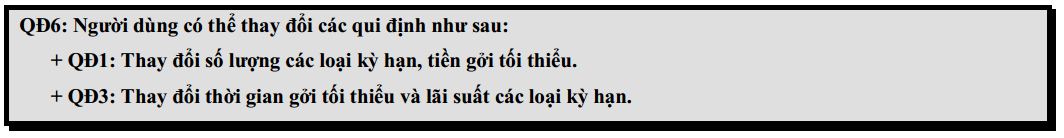 QĐ6: Người dùng có thể thay đổi các qui định như sau:
+ QĐ1: Thay đổi số lượng các loại kỳ hạn, tiền gởi tối thiểu.
+ QĐ3: Thay đổi thời gian gởi tối thiểu và lãi suất các loại kỳ hạn.